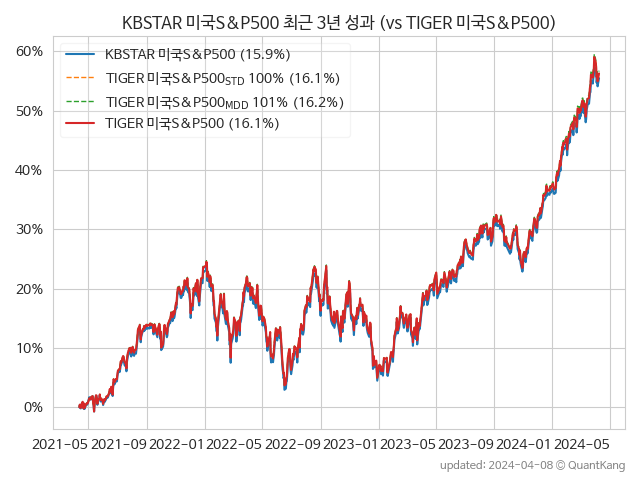 KBSTAR 미국S&P500 최근 3년 성과 (vs TIGER 미국S&P500)
60%
50%
40%
30%
20%
10%
0%
KBSTAR 미국S&P500 (15.9%)
TIGER 미국S&P500STD 100% (16.1%)
TIGER 미국S&P500MDD 101% (16.2%)
TIGER 미국S&P500 (16.1%)
2021-05 2021-09 2022-01 2022-05 2022-09 2023-01 2023-05 2023-09 2024-01 2024-05
updated: 2024-04-08 © QuantKang